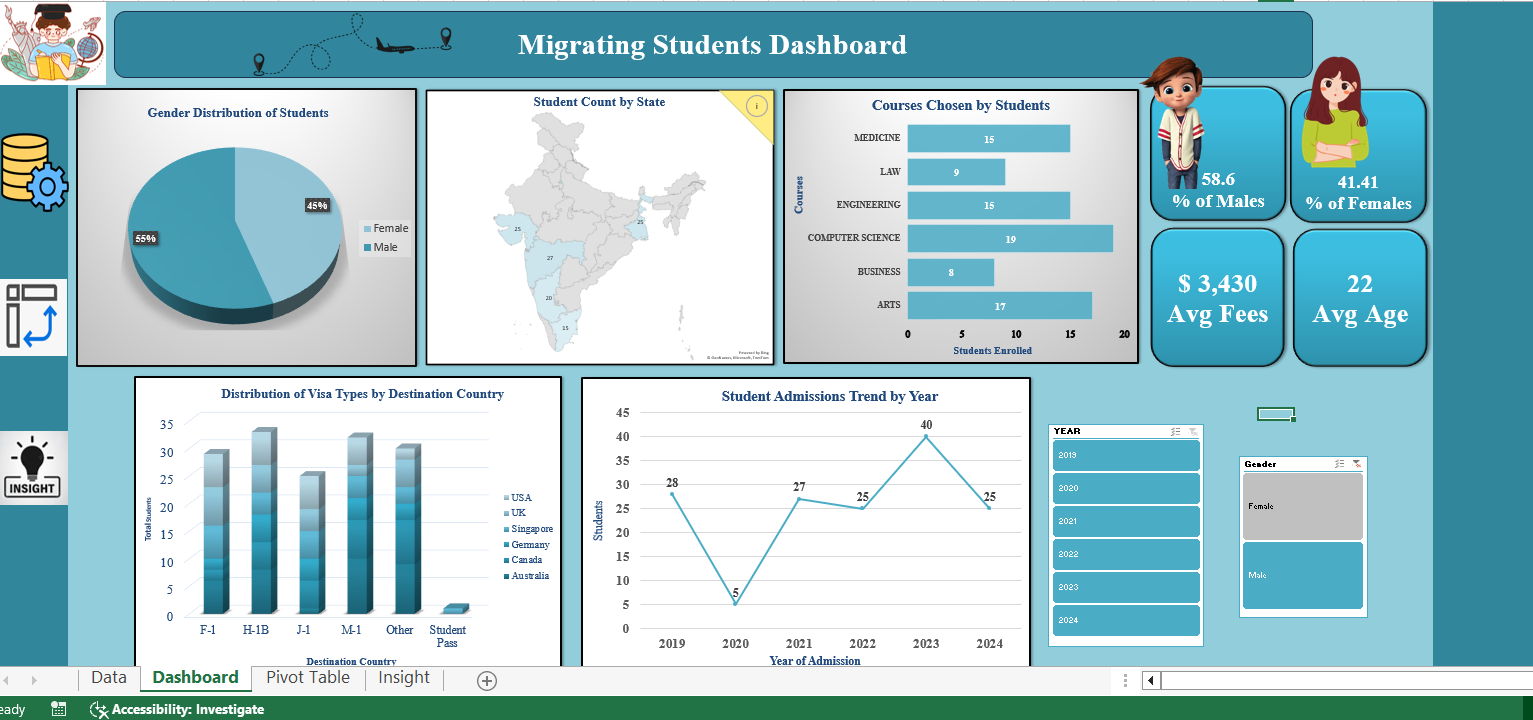 Migrating Students Dashboard
Gender Distribution of Students
45%
55%
Female
Male
Student Count by State
i
25
25
27
20
15
Powered by Bing
© GeoNames, Microsoft, TomTom
Courses Chosen by Students
Courses
MEDICINE 15
LAW 9
ENGINEERING 15
COMPUTER SCIENCE 19
BUSINESS 8
ARTS 17
0 5 10 15 20
Students Enrolled
58.6
% of Males
41.41
% of Females
$ 3,430
Avg Fees
22
Avg Age
INSIGHT
Distribution of Visa Types by Destination Country
Total Students
35
30
25
20
15
10
5
0
F-1 H-1B J-1 M-1 Other Student
Pass
Destination Country
USA
UK
Singapore
Germany
Canada
Australia
Student Admissions Trend by Year
Students
45
40
35
30
25
20
15
10
5
0
28
5
27
25
40
25
2019 2020 2021 2022 2023 2024
Year of Admission
YEAR
2019
2020
2021
2022
2023
2024
Gender
Female
Male
Data Dashboard Pivot Table Insight
eady Accessibility: Investigate